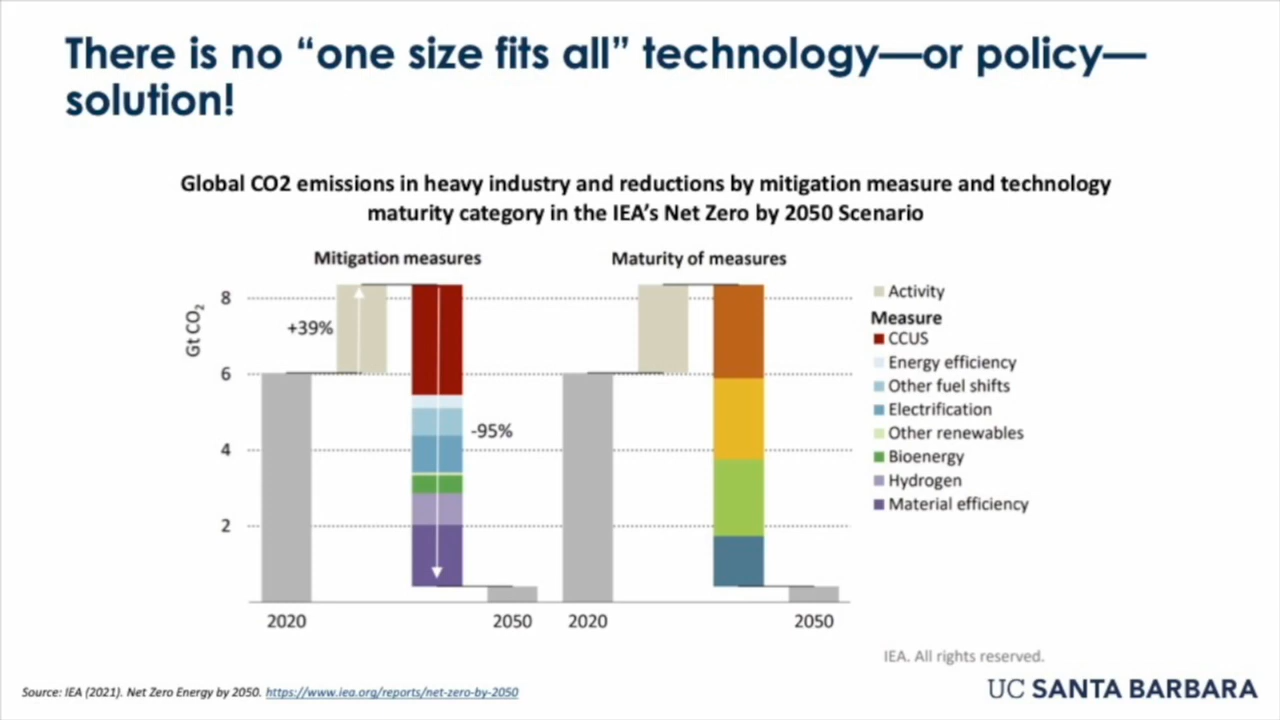 There is no “one size fits all” technology—or policy—
solution!
Global CO2 emissions in heavy industry and reductions by mitigation measure and technology
maturity category in the IEA’s Net Zero by 2050 Scenario
Mitigation measures
Maturity of measures
Gt CO₂
8
6
4
2
+39%
-95%
2020
2050
2020
2050
Activity
Measure
CCUS
Energy efficiency
Other fuel shifts
Electrification
Other renewables
Bioenergy
Hydrogen
Material efficiency
IEA. All rights reserved.
Source: IEA (2021). Net Zero Energy by 2050. https://www.iea.org/reports/net-zero-by-2050
UC SANTA BARBARA